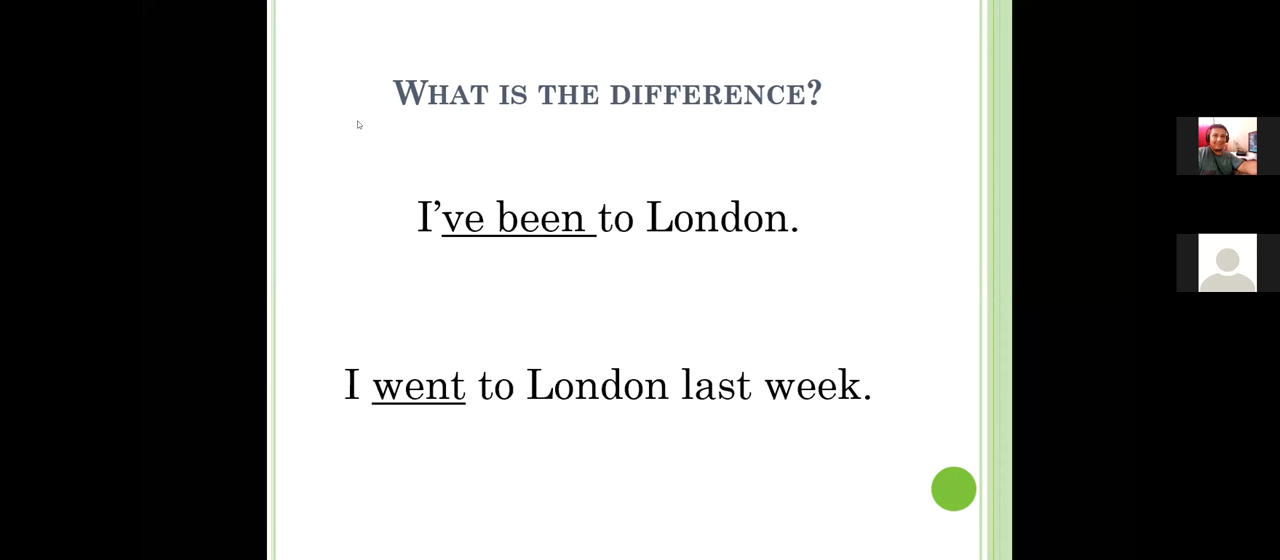 WHAT IS THE DIFFERENCE?
I’ve been to London.
I went to London last week.